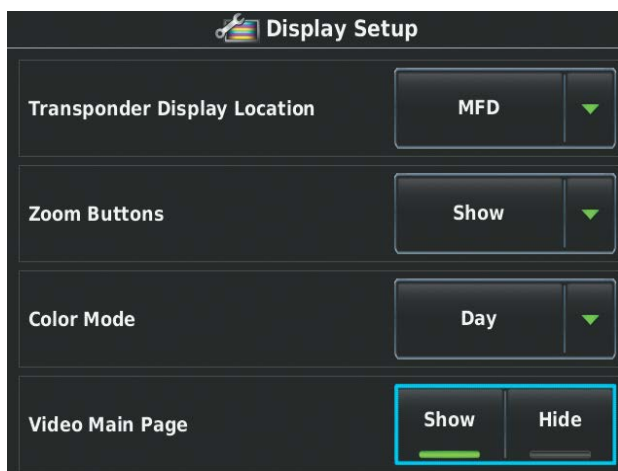 Display Setup
Transponder Display Location MFD
Zoom Buttons Show
Color Mode Day
Video Main Page Show Hide